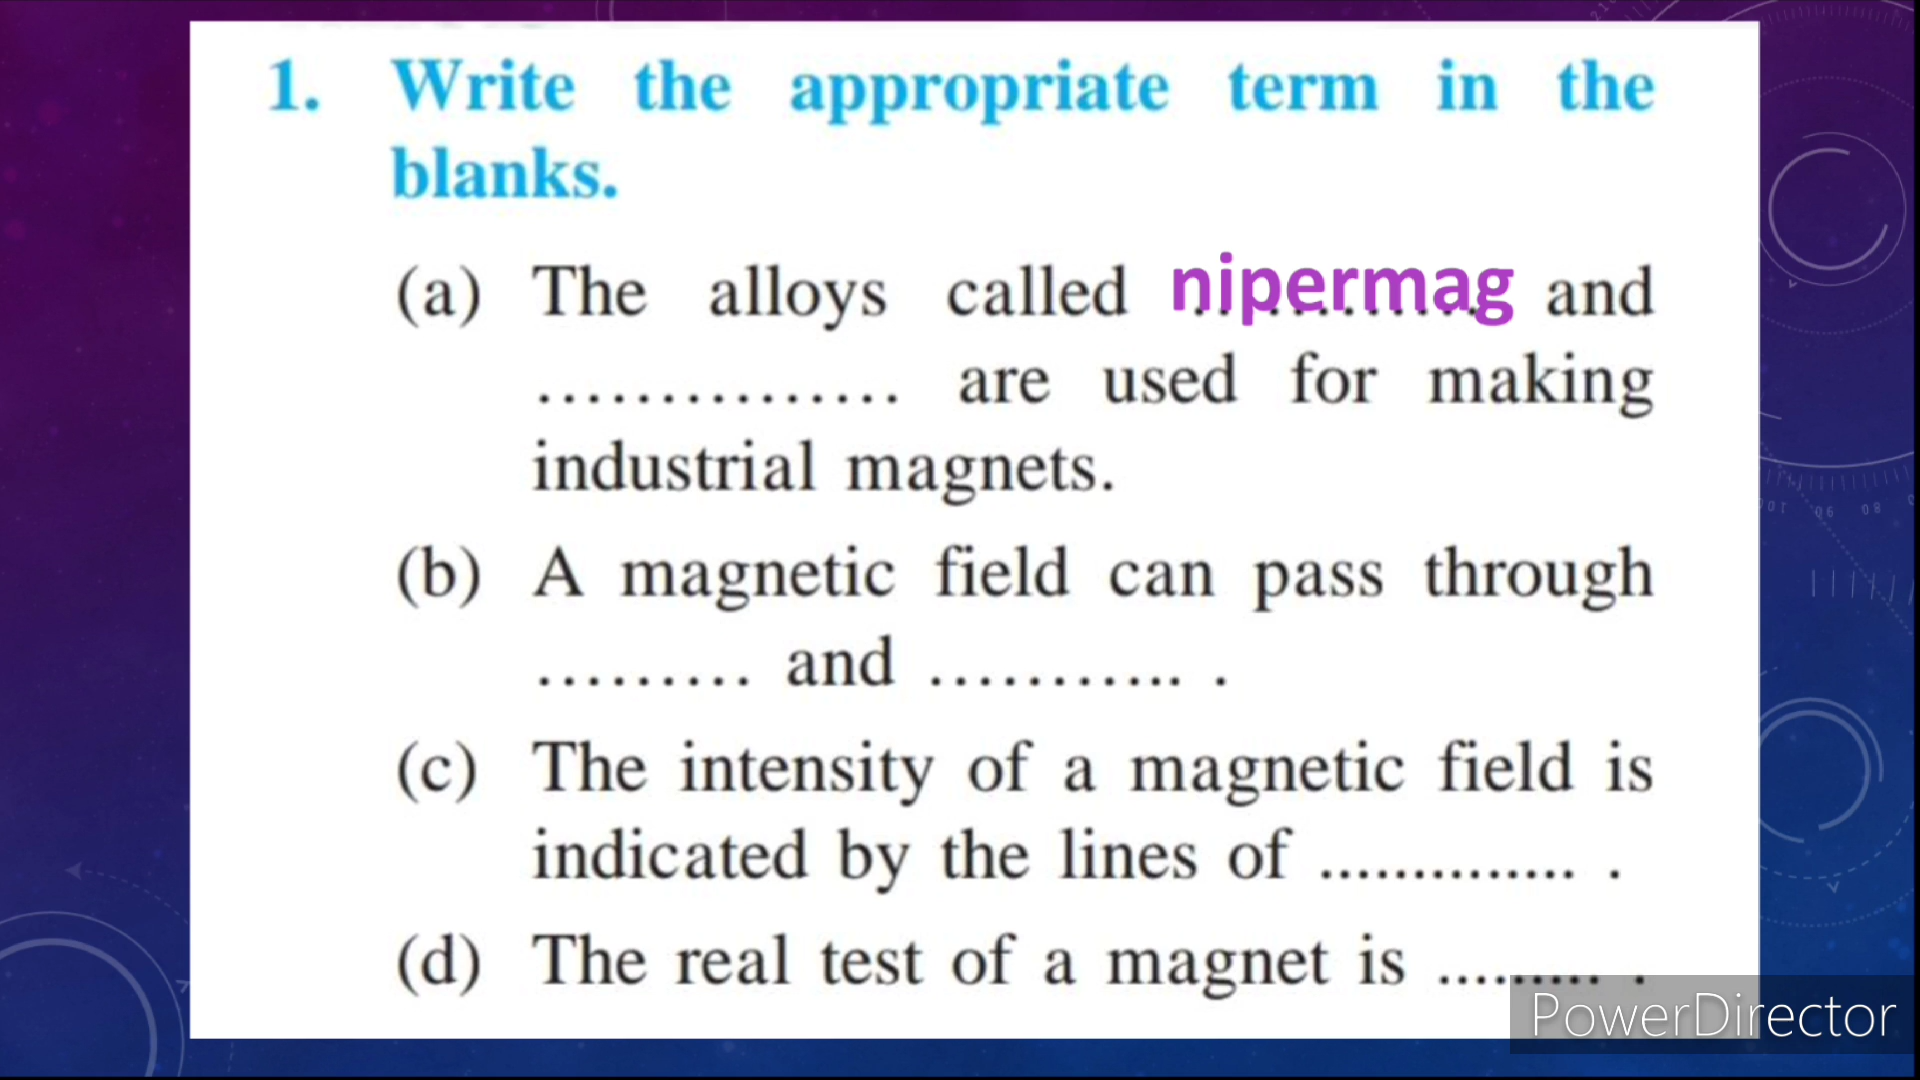 1. Write the appropriate term in the
blanks.
(a) The alloys called nipermag and
............... are used for making
industrial magnets.
(b) A magnetic field can pass through
......... and ........... .
(c) The intensity of a magnetic field is
indicated by the lines of .............. .
(d) The real test of a magnet is ......... .
PowerDirector